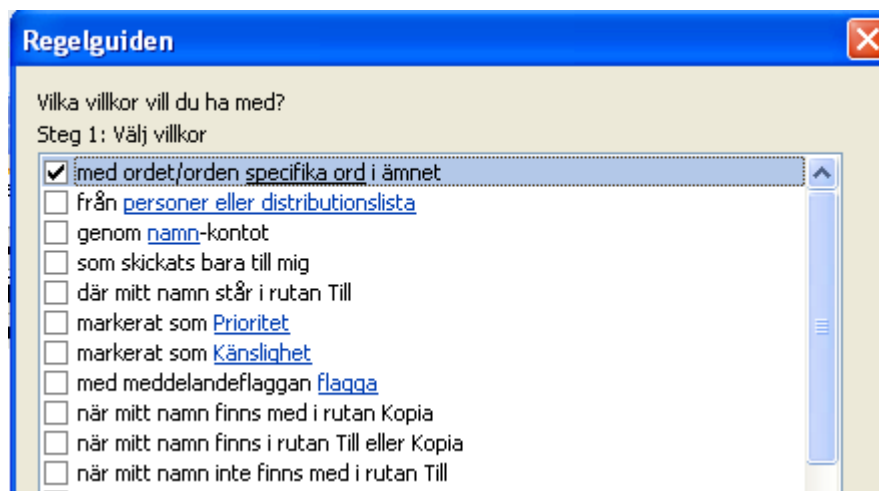 Regelguiden
Vilka villkor vill du ha med?
Steg 1: Välj villkor
med ordet/orden specifika ord i ämnet
från personer eller distributionslista
genom namn-kontot
som skickats bara till mig
där mitt namn står i rutan Till
markerat som Prioritet
markerat som Känslighet
med meddelandeflaggan flagga
när mitt namn finns med i rutan Kopia
när mitt namn finns i rutan Till eller Kopia
när mitt namn inte finns med i rutan Till